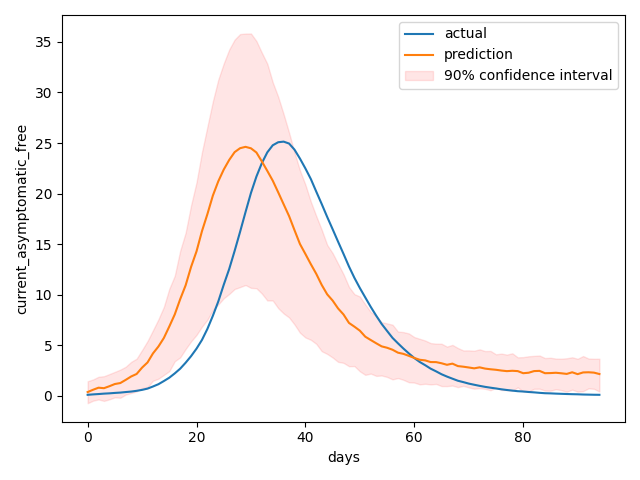 actual
prediction
90% confidence interval
current_asymptomatic_free
35
30
25
20
15
10
5
0
0 20 40 60 80
days